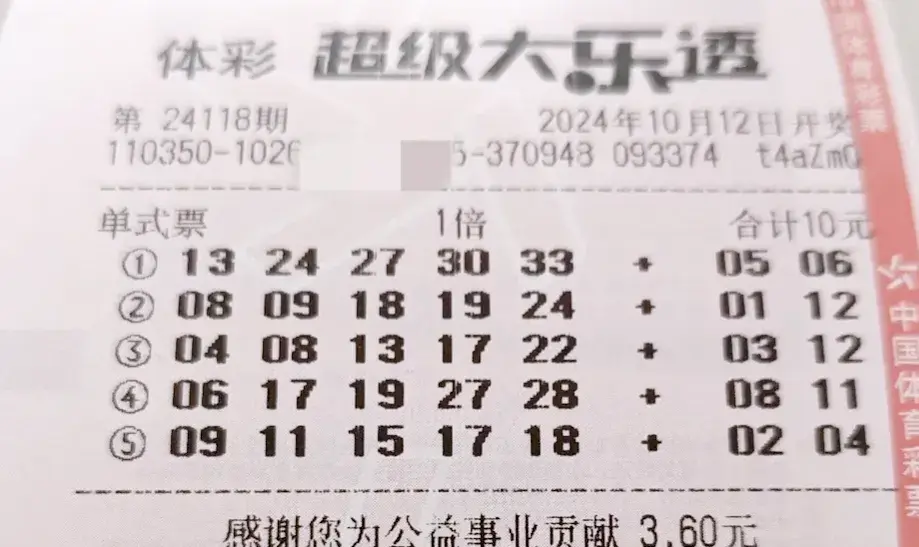 体彩 超级大乐透
第 24118期 2024年10月12日开奖
110350-1026 5-370948 093374 t4aZmQ
单式票 1倍 合计10元
① 13 24 27 30 33 + 05 06
② 08 09 18 19 24 + 01 12
③ 04 08 13 17 22 + 03 12
④ 06 17 19 27 28 + 08 11
⑤ 09 11 15 17 18 + 02 04
感谢您为公益事业贡献 3.60元
体育彩票
中国体育彩票